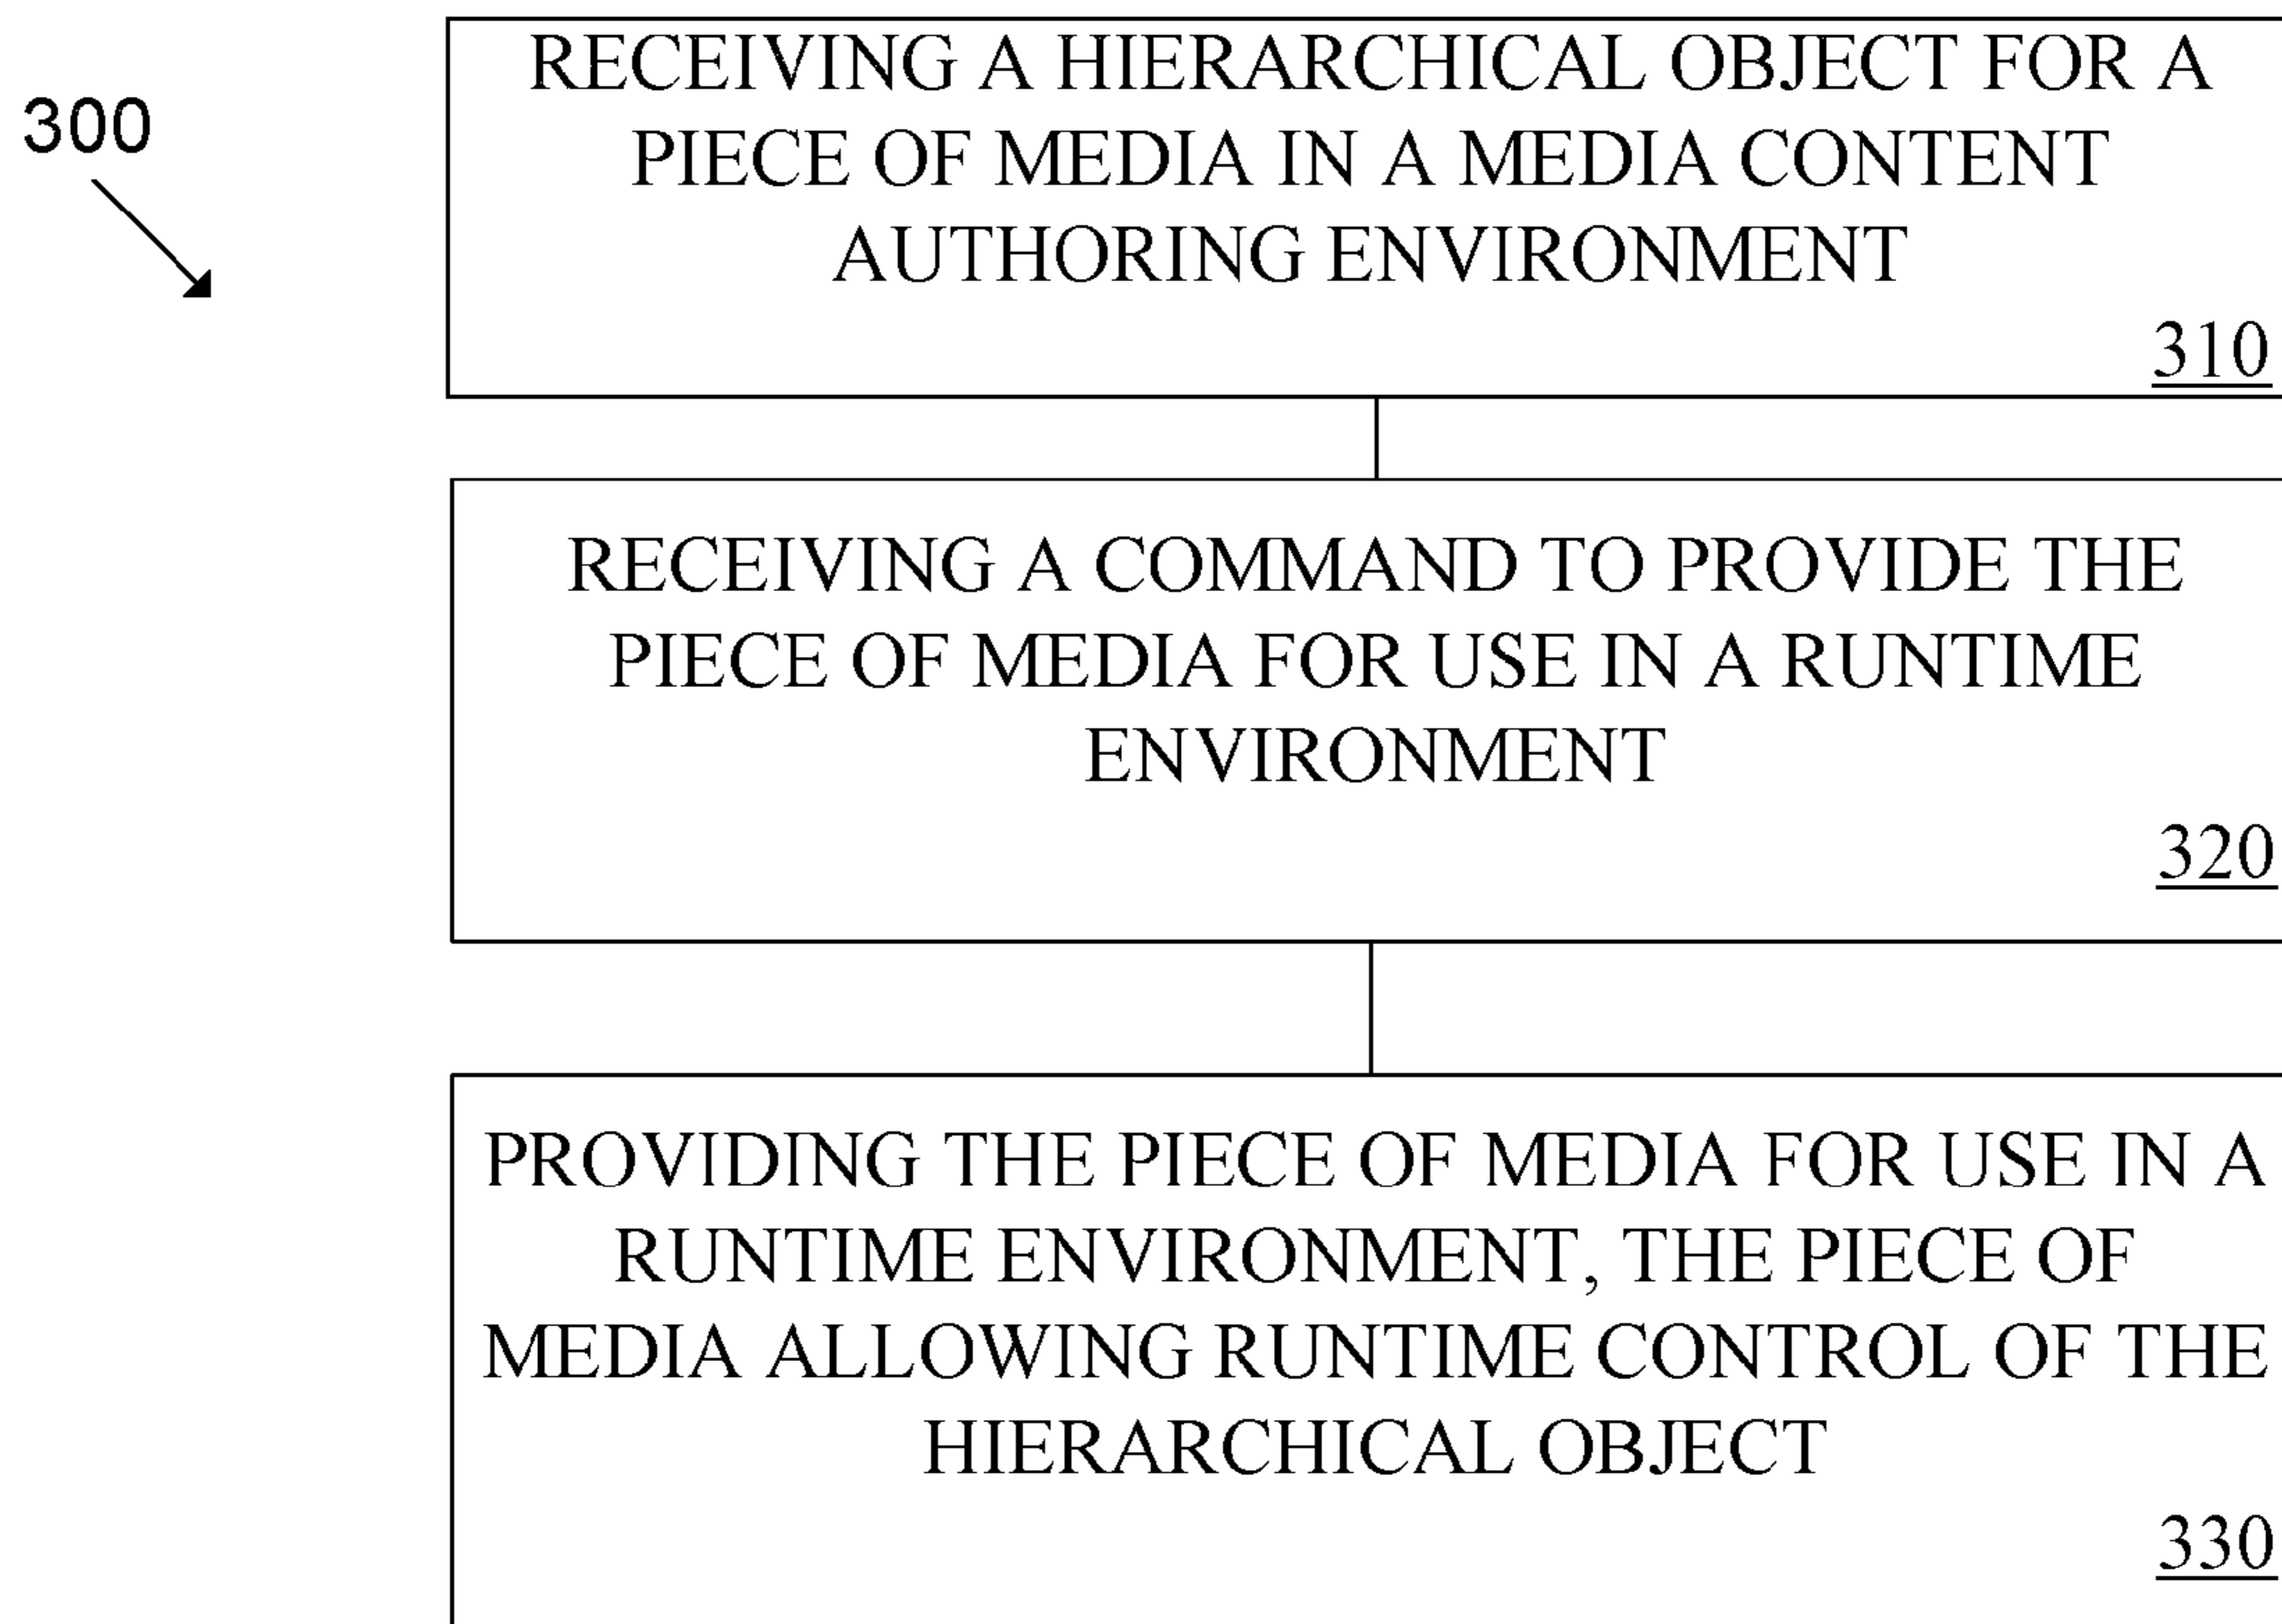 300
RECEIVING A HIERARCHICAL OBJECT FOR A
PIECE OF MEDIA IN A MEDIA CONTENT
AUTHORING ENVIRONMENT
310
RECEIVING A COMMAND TO PROVIDE THE
PIECE OF MEDIA FOR USE IN A RUNTIME
ENVIRONMENT
320
PROVIDING THE PIECE OF MEDIA FOR USE IN A
RUNTIME ENVIRONMENT, THE PIECE OF
MEDIA ALLOWING RUNTIME CONTROL OF THE
HIERARCHICAL OBJECT
330